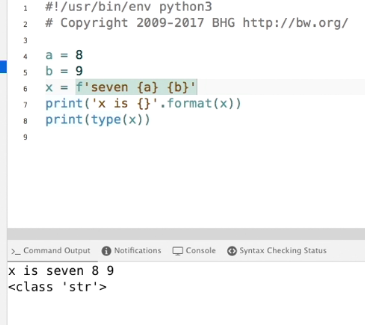 1 #!/usr/bin/env python3
2 # Copyright 2009-2017 BHG http://bw.org/
3
4 a = 8
5 b = 9
6 x = f'seven {a} {b}'
7 print('x is {}'.format(x))
8 print(type(x))
9
Command Output Notifications Console Syntax Checking Status
x is seven 8 9
<class 'str'>